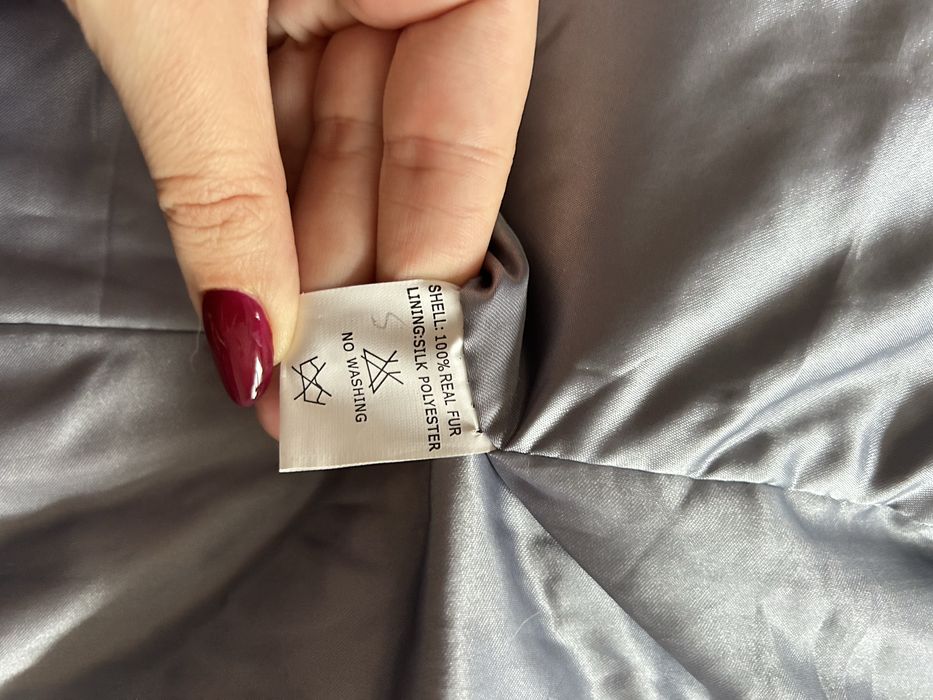 SHELL: 100% REAL FUR
LINING:SILK POLYESTER
S
NO WASHING